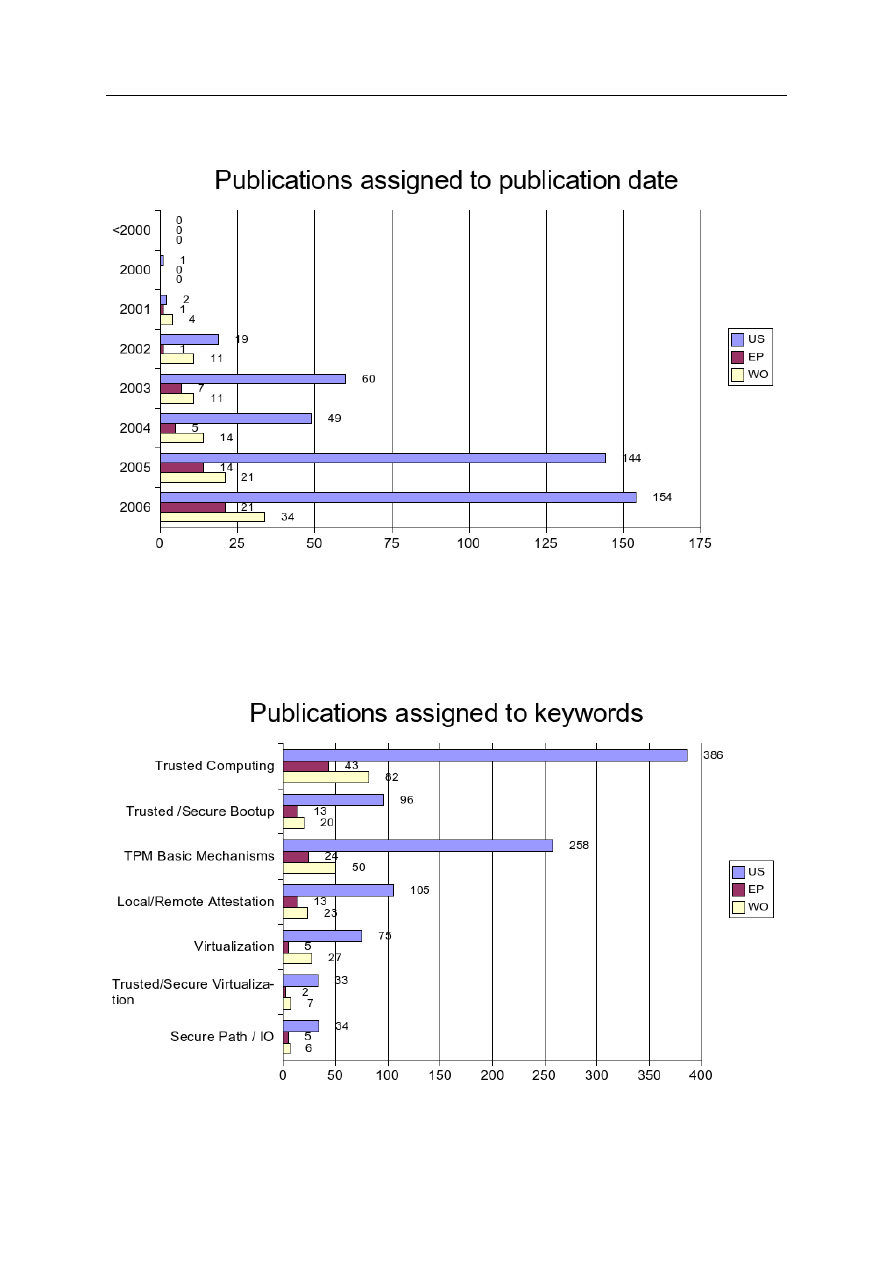 Publications assigned to publication date
<2000
0
0
0
2000
1
0
0
2001
2
1
4
2002
19
1
11
2003
60
7
11
2004
49
5
14
2005
144
14
21
2006
154
21
34
0 25 50 75 100 125 150 175
US
EP
WO
Publications assigned to keywords
Trusted Computing
386
43
82
Trusted /Secure Bootup
96
13
20
TPM Basic Mechanisms
258
24
50
Local/Remote Attestation
105
13
23
Virtualization
75
5
27
Trusted/Secure Virtualiza-
tion
33
2
7
Secure Path / IO
34
5
6
0 50 100 150 200 250 300 350 400
US
EP
WO